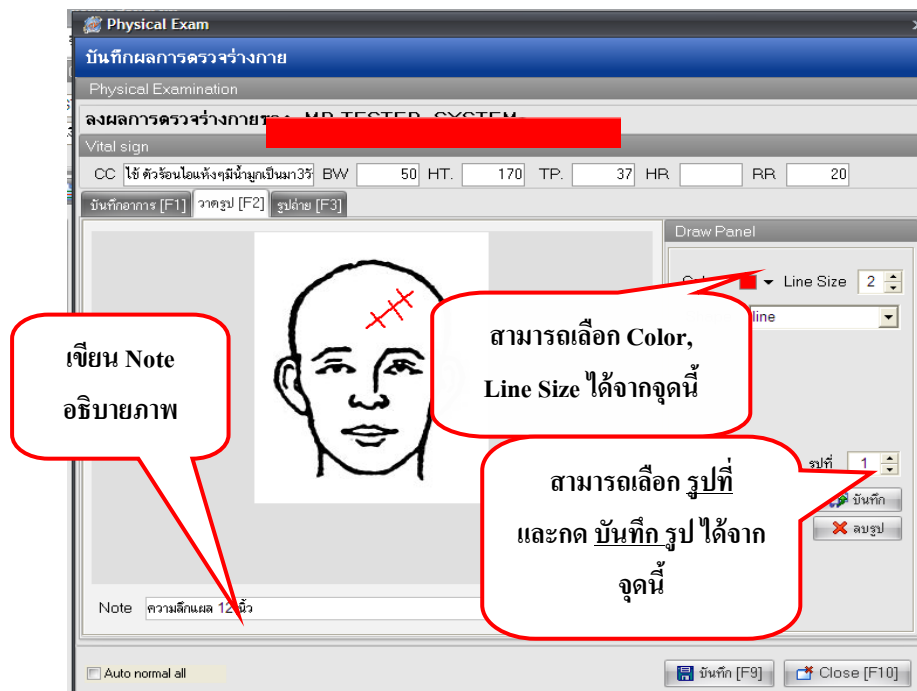 Physical Exam
บันทึกผลการตรวจร่างกาย
Physical Examination
ลงผลการตรวจร่างกายของ MR.TESTER SYSTEM
Vital sign
CC ไข้ ตัวร้อนไอแห้งๆมีน้ำมูกเป็นมา3วั BW 50 HT. 170 TP. 37 HR RR 20
บันทึกอาการ [F1] วาดรูป [F2] รูปถ่าย [F3]
Draw Panel
Line Size 2
line
สามารถเลือก Color,
Line Size ได้จากจุดนี้
เขียน Note
อธิบายภาพ
รูปที่ 1
บันทึก
ลบรูป
สามารถเลือก รูปที่
และกด บันทึก รูป ได้จาก
จุดนี้
Note ความลึกแผล 12 นิ้ว
Auto normal all
บันทึก [F9] Close [F10]